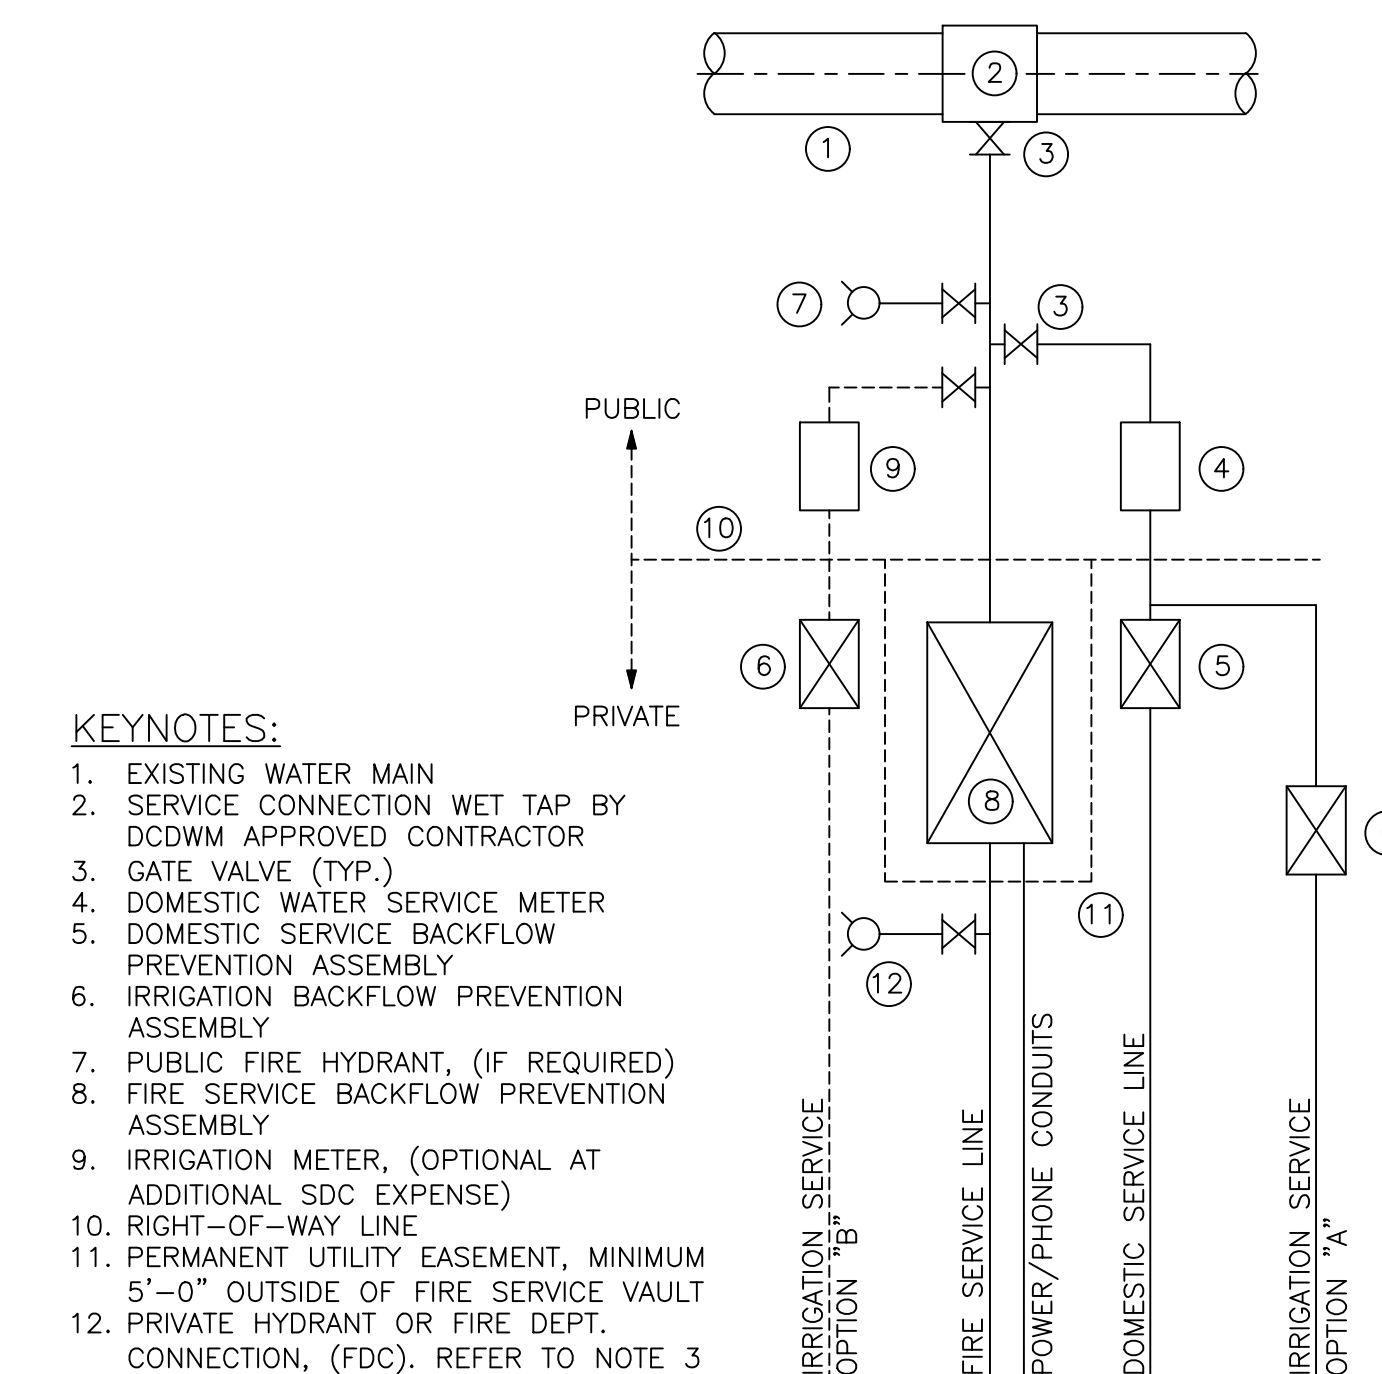 2
1
3
7
3
PUBLIC
9
4
10
6
5
PRIVATE
8
11
12
KEYNOTES:
1. EXISTING WATER MAIN
2. SERVICE CONNECTION WET TAP BY
DCDWM APPROVED CONTRACTOR
3. GATE VALVE (TYP.)
4. DOMESTIC WATER SERVICE METER
5. DOMESTIC SERVICE BACKFLOW
PREVENTION ASSEMBLY
6. IRRIGATION BACKFLOW PREVENTION
ASSEMBLY
7. PUBLIC FIRE HYDRANT, (IF REQUIRED)
8. FIRE SERVICE BACKFLOW PREVENTION
ASSEMBLY
9. IRRIGATION METER, (OPTIONAL AT
ADDITIONAL SDC EXPENSE)
10. RIGHT-OF-WAY LINE
11. PERMANENT UTILITY EASEMENT, MINIMUM
5'-0" OUTSIDE OF FIRE SERVICE VAULT
12. PRIVATE HYDRANT OR FIRE DEPT.
CONNECTION, (FDC). REFER TO NOTE 3
IRRIGATION SERVICE
OPTION "B"
FIRE SERVICE LINE
POWER/PHONE CONDUITS
DOMESTIC SERVICE LINE
IRRIGATION SERVICE
OPTION "A"